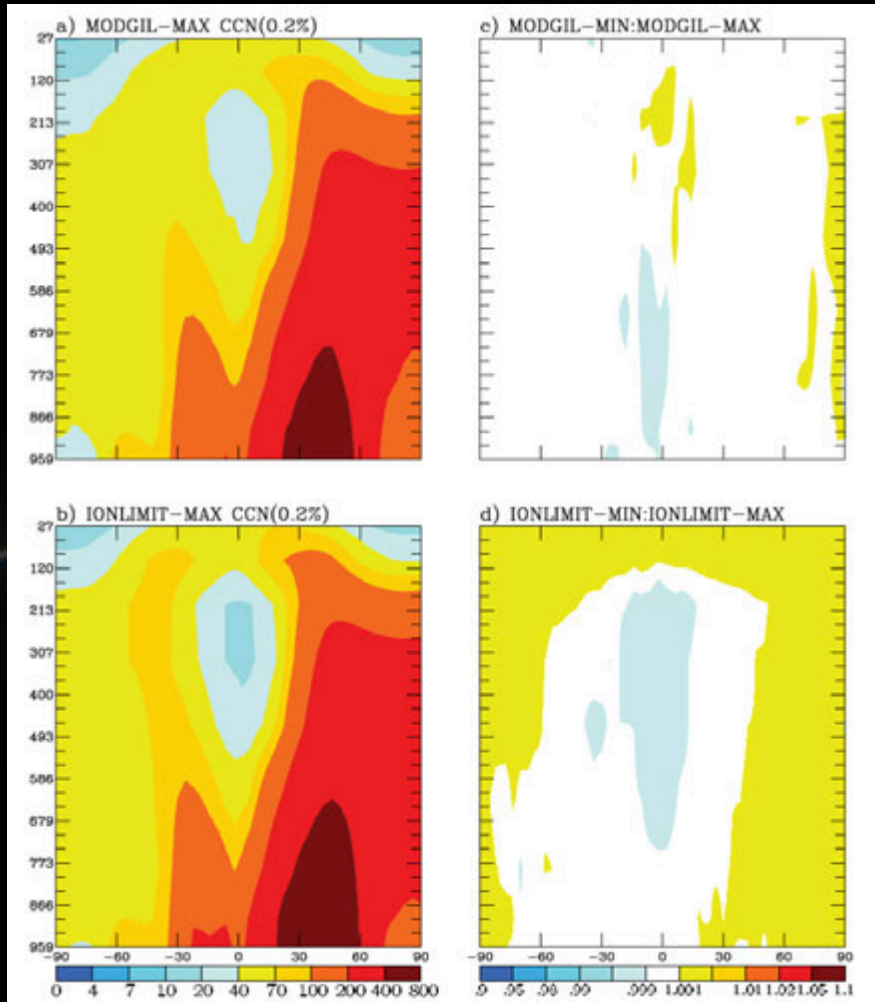 a) MODGIL-MAX CCN(0.2%)
27
120
213
307
400
493
586
679
773
866
959
c) MODGIL-MIN:MODGIL-MAX
b) IONLIMIT-MAX CCN(0.2%)
27
120
213
307
400
493
586
679
773
866
959
-90 -60 -30 0 30 60 90
0 4 7 10 20 40 70 100 200 400 800
d) IONLIMIT-MIN:IONLIMIT-MAX
-90 -60 -30 0 30 60 90
.9 .95 .98 .99 .999 1.001 1.01 1.02 1.05 1.1